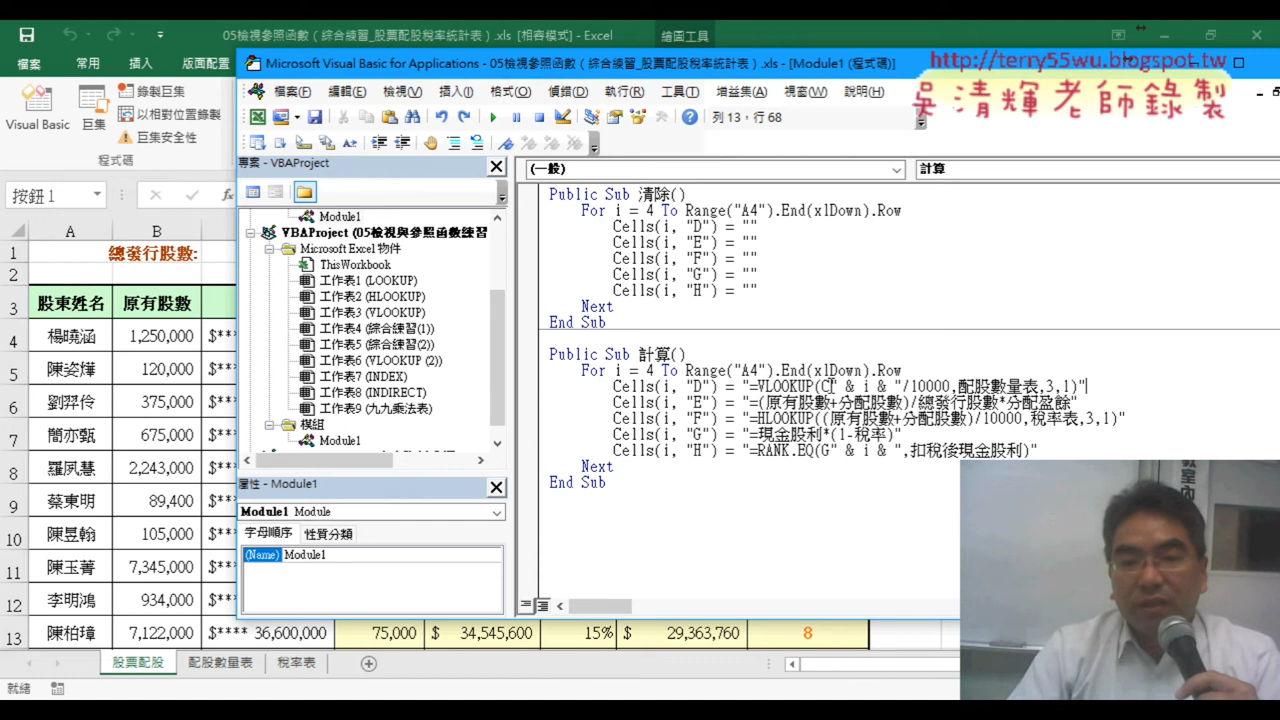 05檢視參照函數（綜合練習_股票配股稅率統計表）.xls [相容模式] - Excel
繪圖工具
檔案 常用 插入 版面配置
Visual Basic
巨集
錄製巨集
以相對位置錄製
巨集安全性
程式碼
按鈕 1
Microsoft Visual Basic for Applications - 05檢視參照函數（綜合練習_股票配股稅率統計表）.xls - [Module1 (程式碼)]
http://terry55wu.blogspot.tw
吳清輝老師錄製
檔案(F) 編輯(E) 檢視(V) 插入(I) 格式(O) 偵錯(D) 執行(R) 工具(T) 增益集(A) 視窗(W) 說明(H)
列 13，行 68
專案 - VBAProject
Module1
VBAProject (05檢視與參照函數練習
Microsoft Excel 物件
ThisWorkbook
工作表1 (LOOKUP)
工作表2 (HLOOKUP)
工作表3 (VLOOKUP)
工作表4 (綜合練習(1))
工作表5 (綜合練習(2))
工作表6 (VLOOKUP (2))
工作表7 (INDEX)
工作表8 (INDIRECT)
工作表9 (九九乘法表)
模組
Module1
屬性 - Module1
Module1 Module
字母順序 性質分類
(Name) Module1
(一般) 計算
Public Sub 清除()
For i = 4 To Range("A4").End(xlDown).Row
Cells(i, "D") = ""
Cells(i, "E") = ""
Cells(i, "F") = ""
Cells(i, "G") = ""
Cells(i, "H") = ""
Next
End Sub
Public Sub 計算()
For i = 4 To Range("A4").End(xlDown).Row
Cells(i, "D") = "=VLOOKUP(C" & i & "/10000,配股數量表,3,1)"
Cells(i, "E") = "=(原有股數+分配股數)/總發行股數*分配盈餘"
Cells(i, "F") = "=HLOOKUP((原有股數+分配股數)/10000,稅率表,3,1)"
Cells(i, "G") = "=現金股利*(1-稅率)"
Cells(i, "H") = "=RANK.EQ(G" & i & ",扣稅後現金股利)"
Next
End Sub
A B
1 總發行股數:
2
3 股東姓名 原有股數
4 楊曉涵 1,250,000 $***
5 陳姿燁 120,000 $***
6 劉羿伶 375,000 $***
7 簡亦甄 675,000 $***
8 羅夙慧 2,243,000 $***
9 蔡東明 89,400 $***
10 陳昱翰 105,000 $***
11 陳玉菁 7,345,000 $***
12 李明鴻 934,000 $***
13 陳柏璋 7,122,000 $**** 36,600,000 75,000 $ 34,545,600 15% $ 29,363,760 8
股票配股 配股數量表 稅率表
就緒